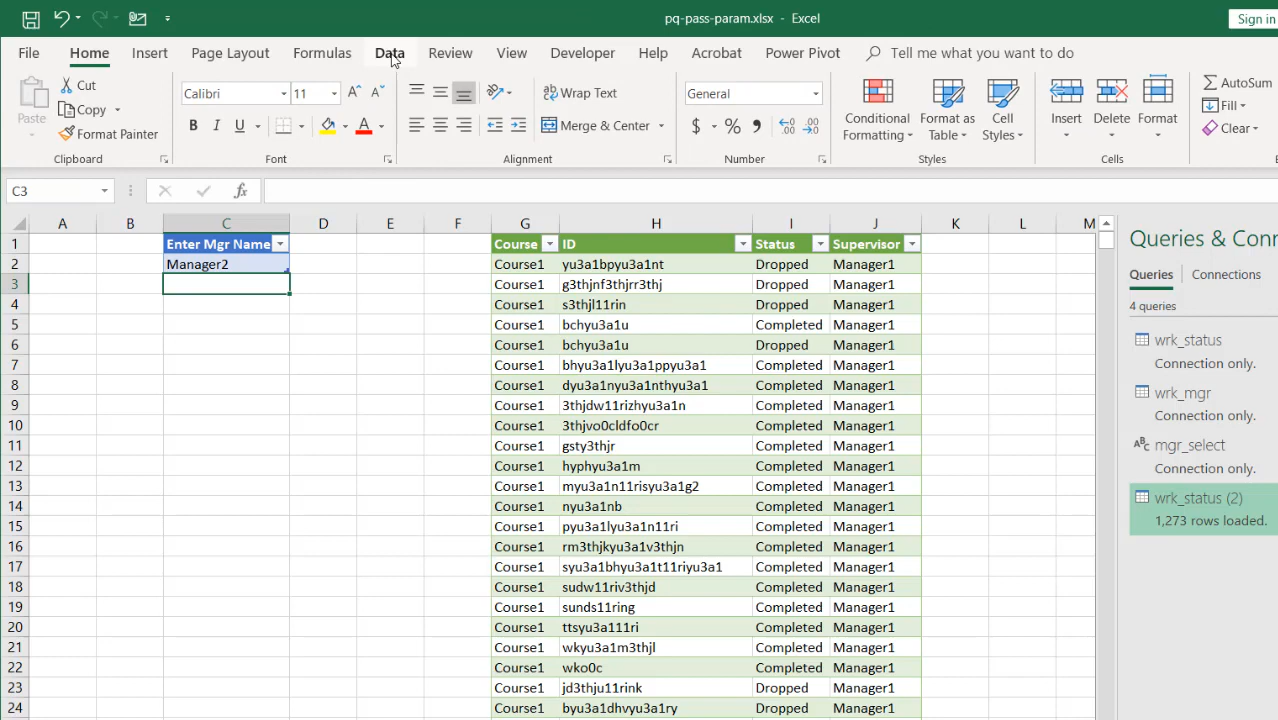 pq-pass-param.xlsx - Excel
Sign in
File Home Insert Page Layout Formulas Data Review View Developer Help Acrobat Power Pivot Tell me what you want to do
Paste
Cut
Copy
Format Painter
Clipboard
Calibri 11 A A
B I U A
Font
Wrap Text
Merge & Center
Alignment
General
$ % ,
Number
Conditional Formatting
Format as Table
Cell Styles
Styles
Insert Delete Format
Cells
AutoSum
Fill
Clear
C3 fx
A B C D E F G H I J K L M
1 Enter Mgr Name Course ID Status Supervisor
2 Manager2 Course1 yu3a1bpyu3a1nt Dropped Manager1
3 Course1 g3thjnf3thjrr3thj Dropped Manager1
4 Course1 s3thjl11rin Dropped Manager1
5 Course1 bchyu3a1u Completed Manager1
6 Course1 bchyu3a1u Dropped Manager1
7 Course1 bhyu3a1lyu3a1ppyu3a1 Completed Manager1
8 Course1 dyu3a1nyu3a1nthyu3a1 Completed Manager1
9 Course1 3thjdw11rizhyu3a1n Completed Manager1
10 Course1 3thjvo0cldfo0cr Completed Manager1
11 Course1 gsty3thjr Completed Manager1
12 Course1 hyphyu3a1m Completed Manager1
13 Course1 myu3a1n11risyu3a1g2 Completed Manager1
14 Course1 nyu3a1nb Completed Manager1
15 Course1 pyu3a1lyu3a1n11ri Completed Manager1
16 Course1 rm3thjkyu3a1v3thjn Completed Manager1
17 Course1 syu3a1bhyu3a1t11riyu3a1 Completed Manager1
18 Course1 sudw11riv3thjd Completed Manager1
19 Course1 sunds11ring Completed Manager1
20 Course1 ttsyu3a111ri Completed Manager1
21 Course1 wkyu3a1m3thjl Completed Manager1
22 Course1 wko0c Completed Manager1
23 Course1 jd3thju11rink Dropped Manager1
24 Course1 byu3a1dhvyu3a1ry Dropped Manager1
Queries & Conn
Queries Connections
4 queries
wrk_status
Connection only.
wrk_mgr
Connection only.
ABC mgr_select
Connection only.
wrk_status (2)
1,273 rows loaded.